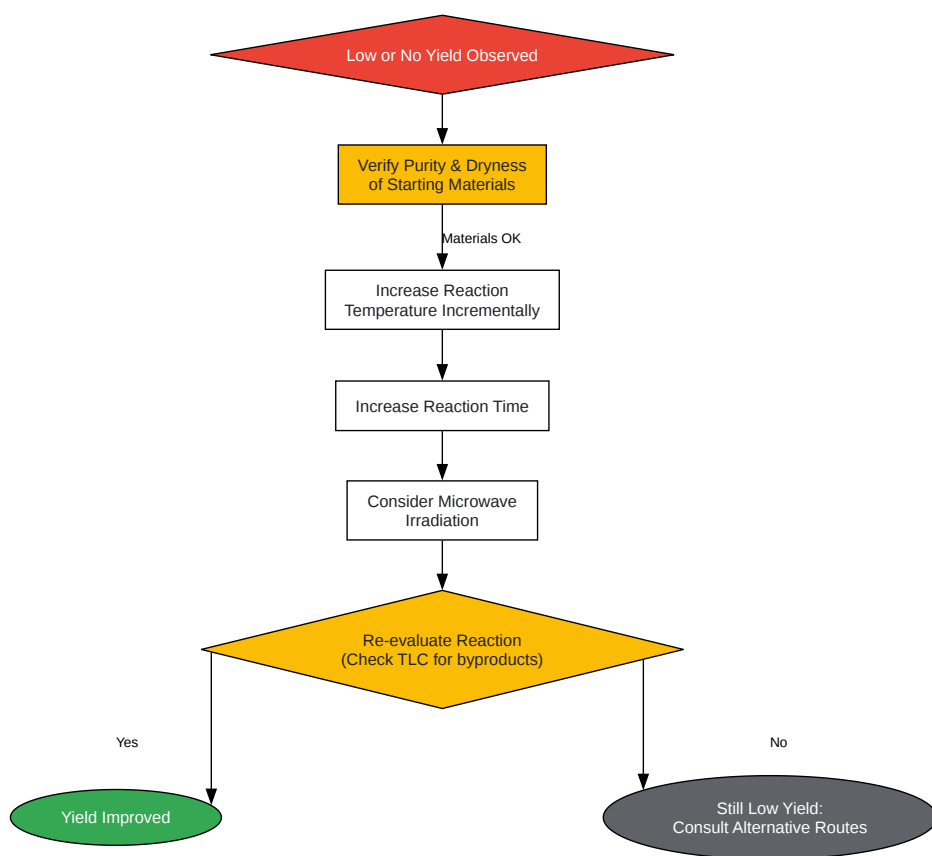 Low or No Yield Observed
Verify Purity & Dryness
of Starting Materials
Materials OK
Increase Reaction
Temperature Incrementally
Increase Reaction Time
Consider Microwave
Irradiation
Re-evaluate Reaction
(Check TLC for byproducts)
Yes
No
Yield Improved
Still Low Yield:
Consult Alternative Routes